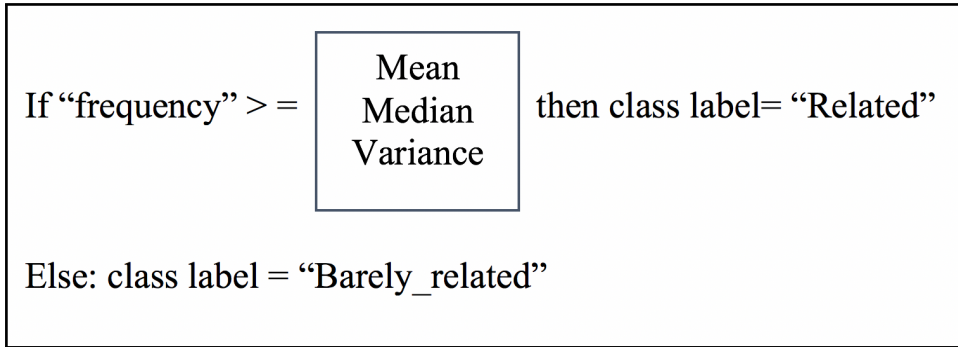 Mean
If “frequency” > = Median then class label= “Related”
Variance
Else: class label = “Barely_related”